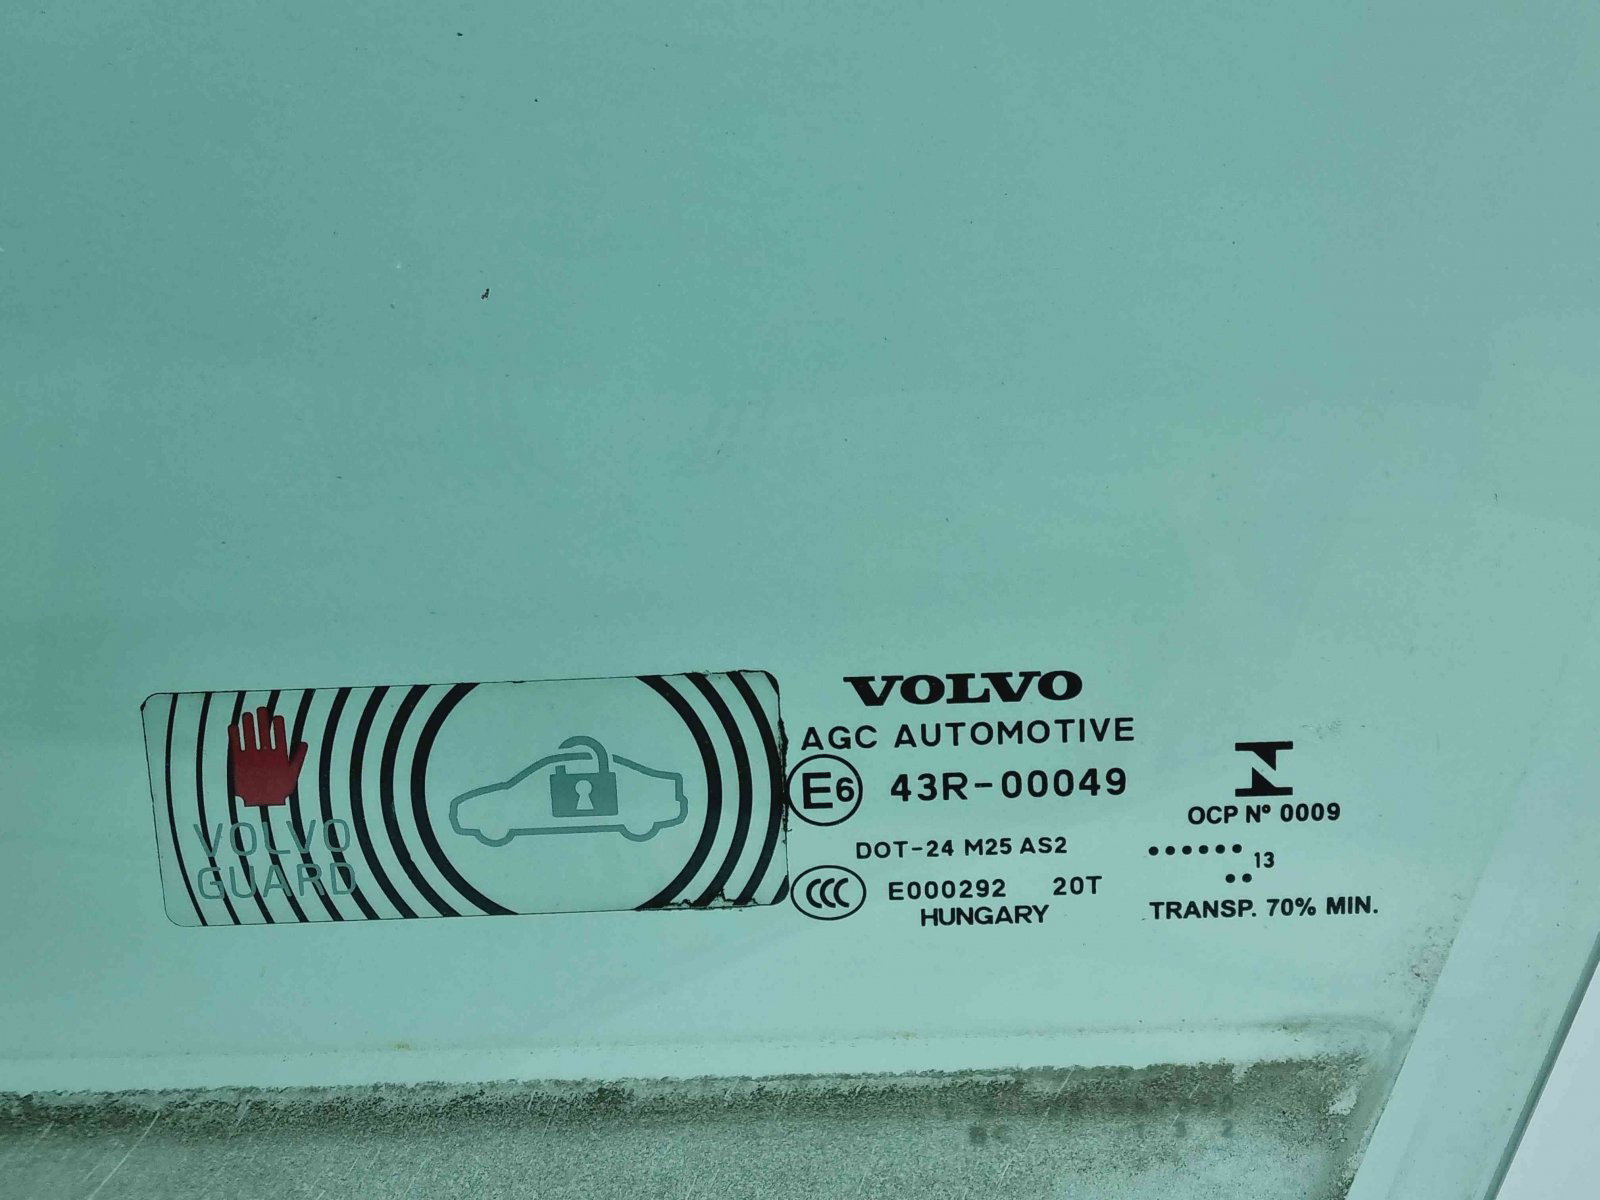 VOLVO
GUARD
VOLVO
AGC AUTOMOTIVE
E6 43R-00049
DOT-24 M25 AS2
CCC E000292 20T
HUNGARY
N
OCP Nº 0009
•••••• 13
••
TRANSP. 70% MIN.